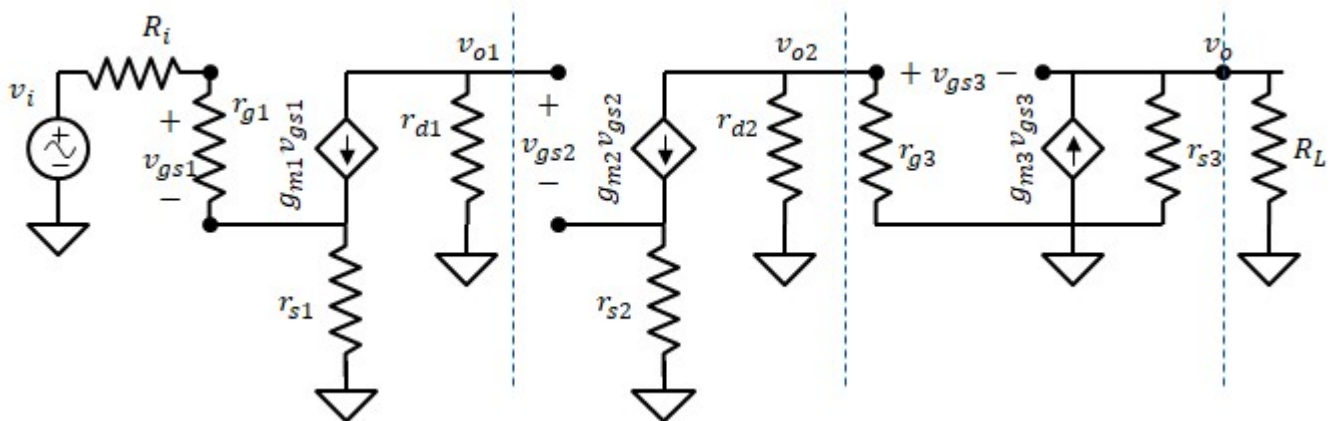 R_i
v_i
+
−
+
v_gs1
−
r_g1
g_m1 v_gs1
r_s1
r_d1
v_o1
+
v_gs2
−
g_m2 v_gs2
r_s2
r_d2
v_o2
r_g3
+ v_gs3 −
g_m3 v_gs3
r_s3
v_o
R_L